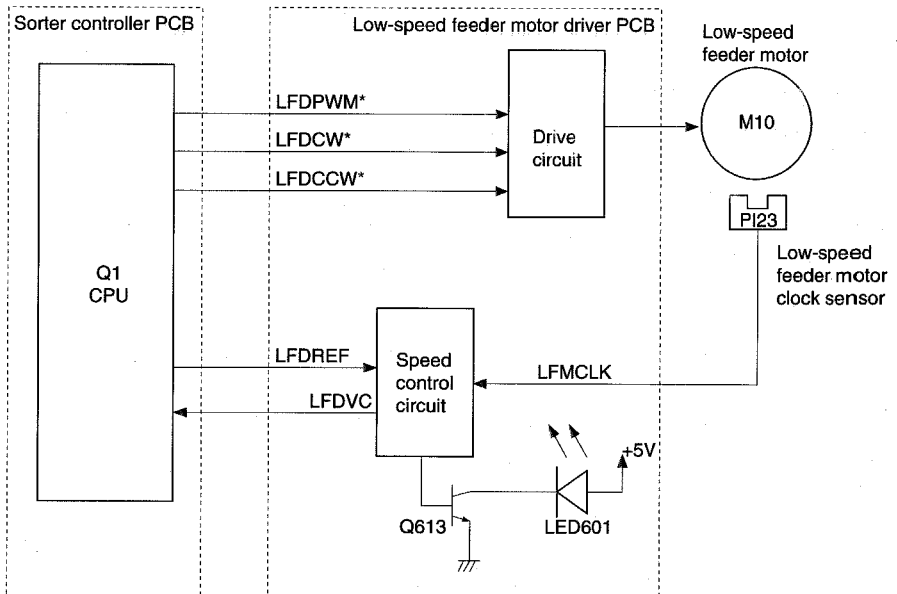 Sorter controller PCB
Low-speed feeder motor driver PCB
Low-speed
feeder motor
M10
LFDPWM*
LFDCW*
LFDCCW*
Drive
circuit
PI23
Low-speed
feeder motor
clock sensor
Q1
CPU
LFDREF
LFDVC
Speed
control
circuit
LFMCLK
+5V
Q613
LED601